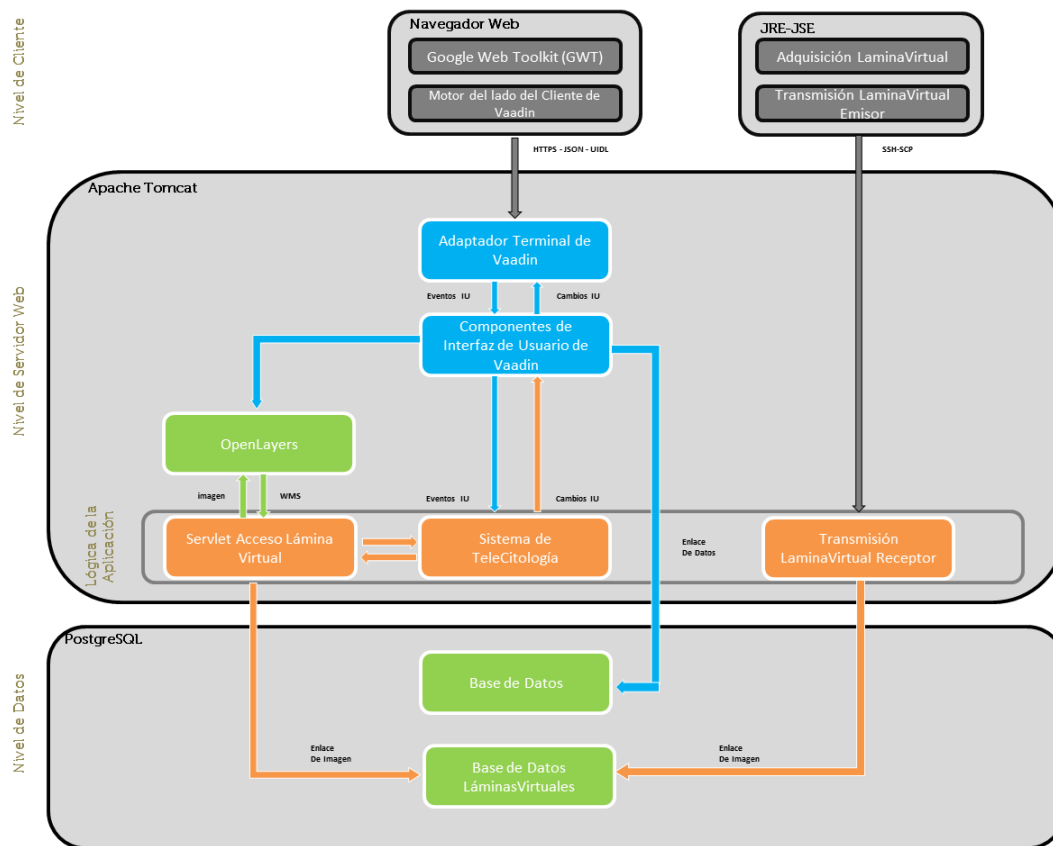 Nivel de Cliente
Navegador Web
Google Web Toolkit (GWT)
Motor del lado del Cliente de
Vaadin
JRE-JSE
Adquisición LaminaVirtual
Transmisión LaminaVirtual
Emisor
HTTPS - JSON - UIDL
SSH-SCP
Nivel de Servidor Web
Apache Tomcat
Adaptador Terminal de
Vaadin
Eventos IU
Cambios IU
Componentes de
Interfaz de Usuario de
Vaadin
OpenLayers
imagen
WMS
Eventos IU
Cambios IU
Lógica de la
Aplicación
Servlet Acceso Lámina
Virtual
Sistema de
TeleCitología
Enlace
De Datos
Transmisión
LaminaVirtual Receptor
Nivel de Datos
PostgreSQL
Base de Datos
Enlace
De Imagen
Enlace
De Imagen
Base de Datos
LáminasVirtuales